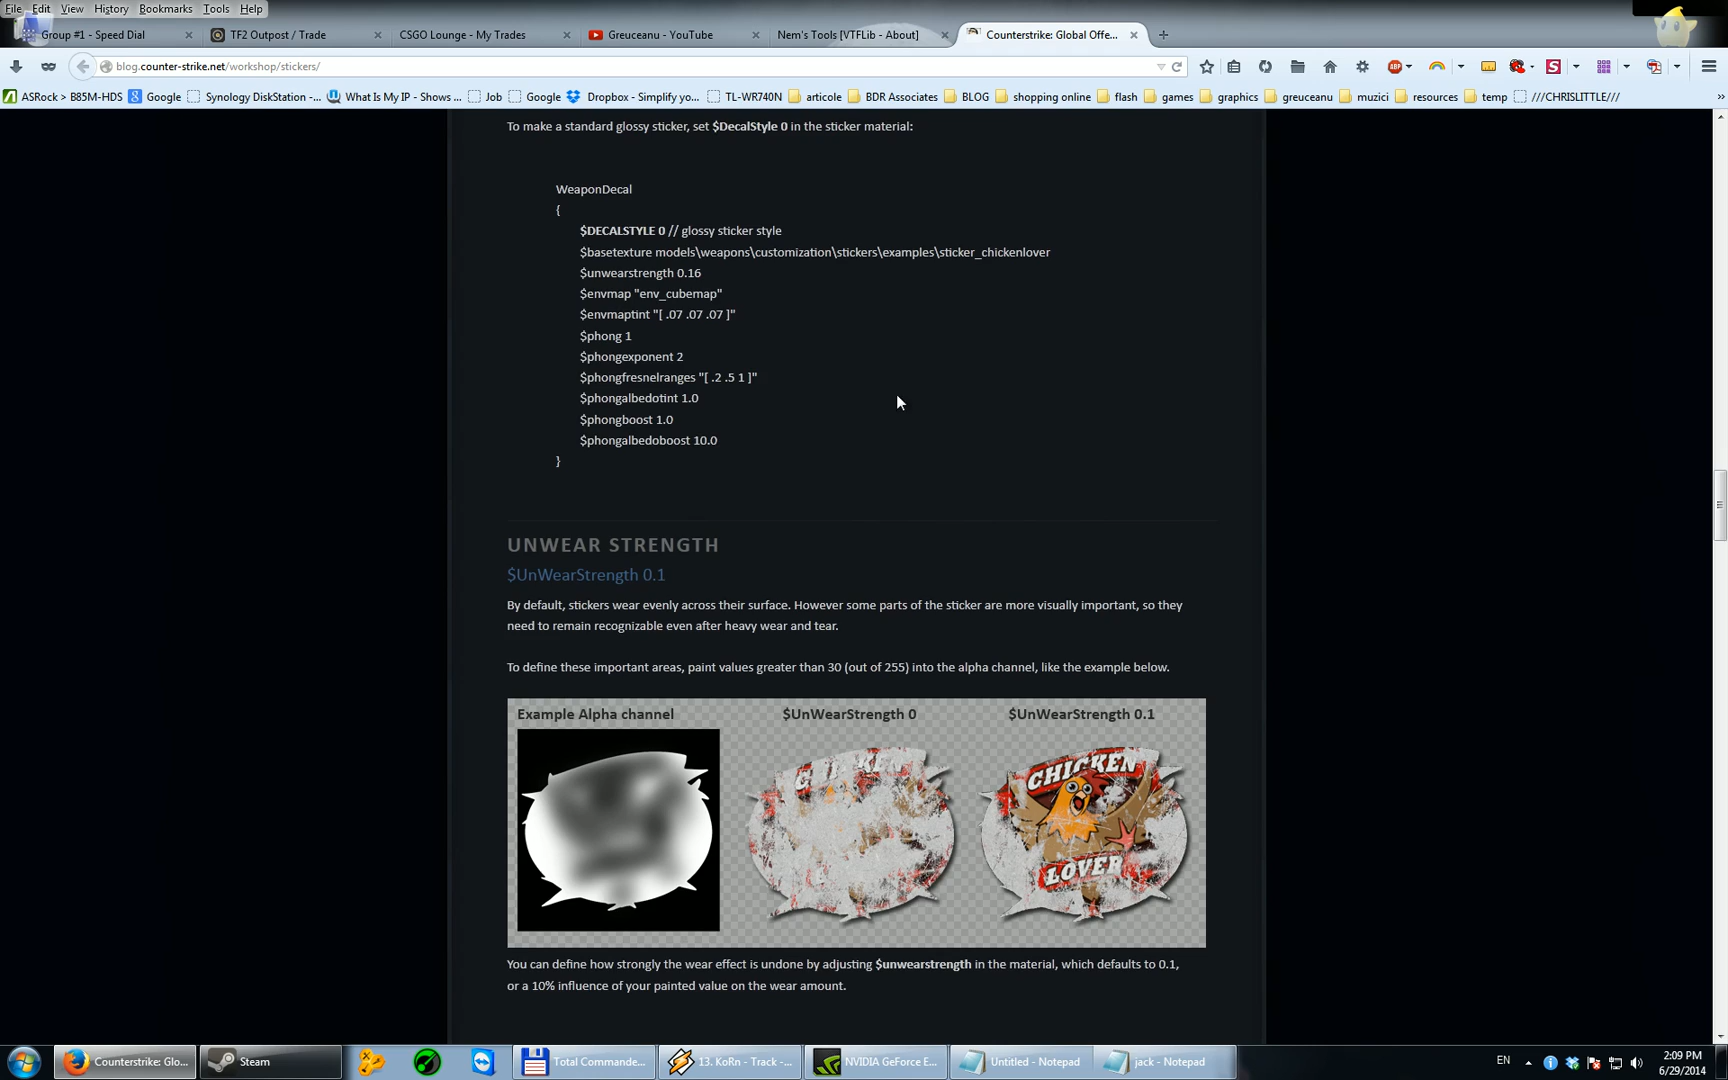 File Edit View History Bookmarks Tools Help
Group #1 - Speed Dial
TF2 Outpost / Trade
CSGO Lounge - My Trades
Greuceanu - YouTube
Nem's Tools [VTFLib - About]
Counterstrike: Global Offe...
blog.counter-strike.net/workshop/stickers/
ABP
S
ASRock > B85M-HDS Google Synology DiskStation -... What Is My IP - Shows ... Job Google Dropbox - Simplify yo... TL-WR740N articole BDR Associates BLOG shopping online flash games graphics greuceanu muzici resources temp ///CHRISLITTLE///
To make a standard glossy sticker, set $DecalStyle 0 in the sticker material:
WeaponDecal
{
$DECALSTYLE 0 // glossy sticker style
$basetexture models\weapons\customization\stickers\examples\sticker_chickenlover
$unwearstrength 0.16
$envmap "env_cubemap"
$envmaptint "[ .07 .07 .07 ]"
$phong 1
$phongexponent 2
$phongfresnelranges "[ .2 .5 1 ]"
$phongalbedotint 1.0
$phongboost 1.0
$phongalbedoboost 10.0
}
UNWEAR STRENGTH
$UnWearStrength 0.1
By default, stickers wear evenly across their surface. However some parts of the sticker are more visually important, so they
need to remain recognizable even after heavy wear and tear.
To define these important areas, paint values greater than 30 (out of 255) into the alpha channel, like the example below.
Example Alpha channel
$UnWearStrength 0
$UnWearStrength 0.1
CHICKEN
CHICKEN
LOVER
You can define how strongly the wear effect is undone by adjusting $unwearstrength in the material, which defaults to 0.1,
or a 10% influence of your painted value on the wear amount.
Counterstrike: Glo...
Steam
Total Commande...
13. KoRn - Track -...
NVIDIA GeForce E...
Untitled - Notepad
jack - Notepad
EN
2:09 PM
6/29/2014